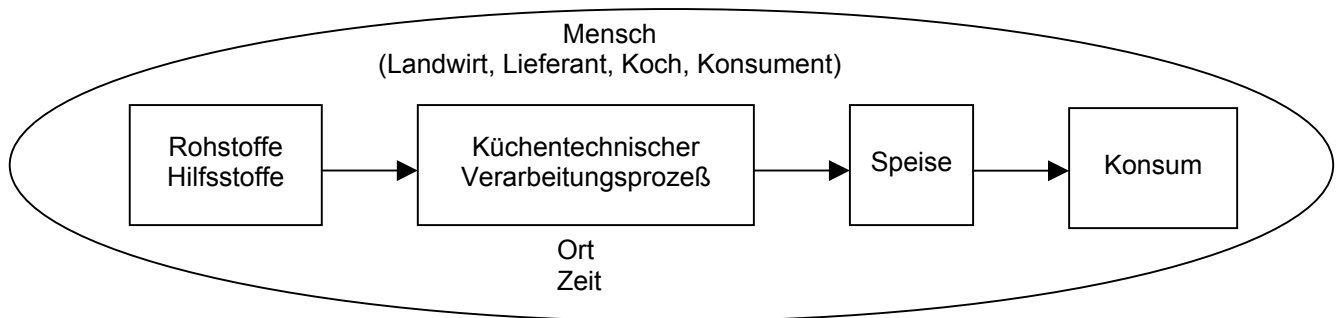 Mensch
(Landwirt, Lieferant, Koch, Konsument)
Rohstoffe
Hilfsstoffe
Küchentechnischer
Verarbeitungsprozeß
Speise
Konsum
Ort
Zeit